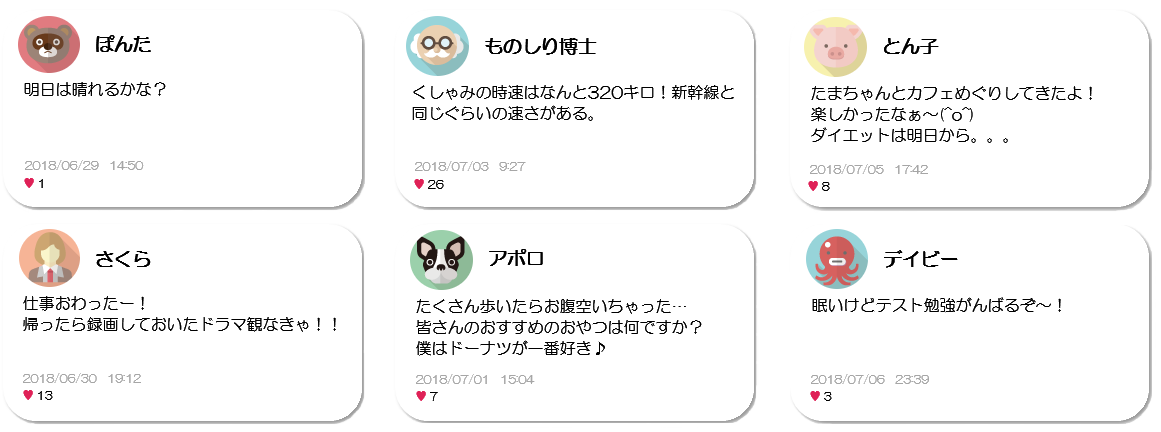 ぽんた
明日は晴れるかな?
2018/06/29 14:50
♥1
ものしり博士
くしゃみの時速はなんと320キロ!新幹線と
同じぐらいの速さがある。
2018/07/03 9:27
♥26
とん子
たまちゃんとカフェめぐりしてきたよ!
楽しかったなぁ~(^o^)
ダイエットは明日から。。。
2018/07/05 17:42
♥8
さくら
仕事おわったー!
帰ったら録画しておいたドラマ観なきゃ!!
2018/06/30 19:12
♥13
アポロ
たくさん歩いたらお腹空いちゃった…
皆さんのおすすめのおやつは何ですか?
僕はドーナツが一番好き♪
2018/07/01 15:04
♥7
デイビー
眠いけどテスト勉強がんばるぞ~!
2018/07/06 23:39
♥3